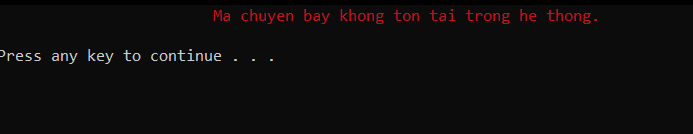 Ma chuyen bay khong ton tai trong he thong.
Press any key to continue . . .